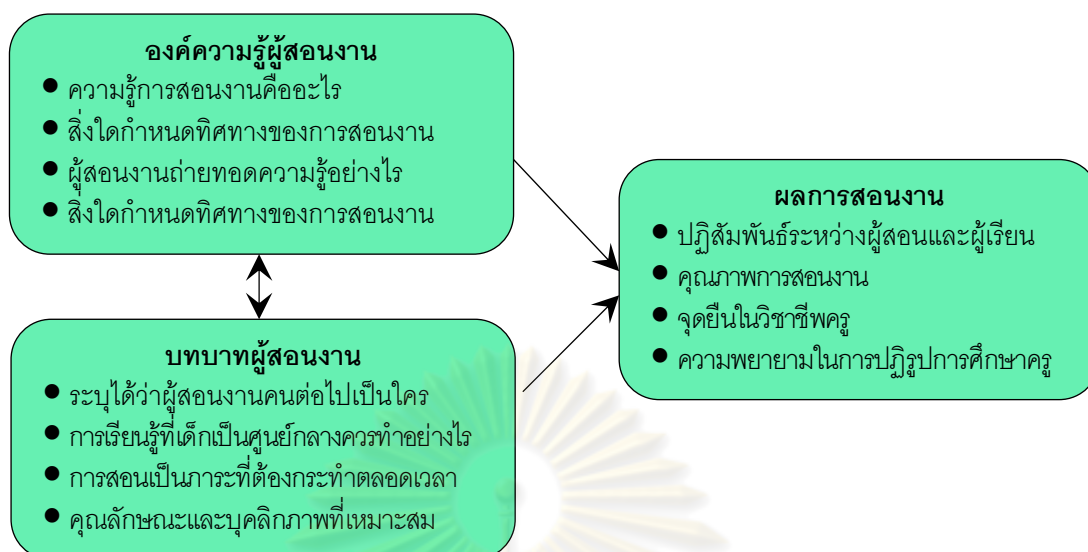 องค์ความรู้ผู้สอนงาน
● ความรู้การสอนงานคืออะไร
● สิ่งใดกำหนดทิศทางของการสอนงาน
● ผู้สอนงานถ่ายทอดความรู้อย่างไร
● สิ่งใดกำหนดทิศทางของการสอนงาน
บทบาทผู้สอนงาน
● ระบุได้ว่าผู้สอนงานคนต่อไปเป็นใคร
● การเรียนรู้ที่เด็กเป็นศูนย์กลางควรทำอย่างไร
● การสอนเป็นภาระที่ต้องกระทำตลอดเวลา
● คุณลักษณะและบุคลิกภาพที่เหมาะสม
ผลการสอนงาน
● ปฏิสัมพันธ์ระหว่างผู้สอนและผู้เรียน
● คุณภาพการสอนงาน
● จุดยืนในวิชาชีพครู
● ความพยายามในการปฏิรูปการศึกษาครู